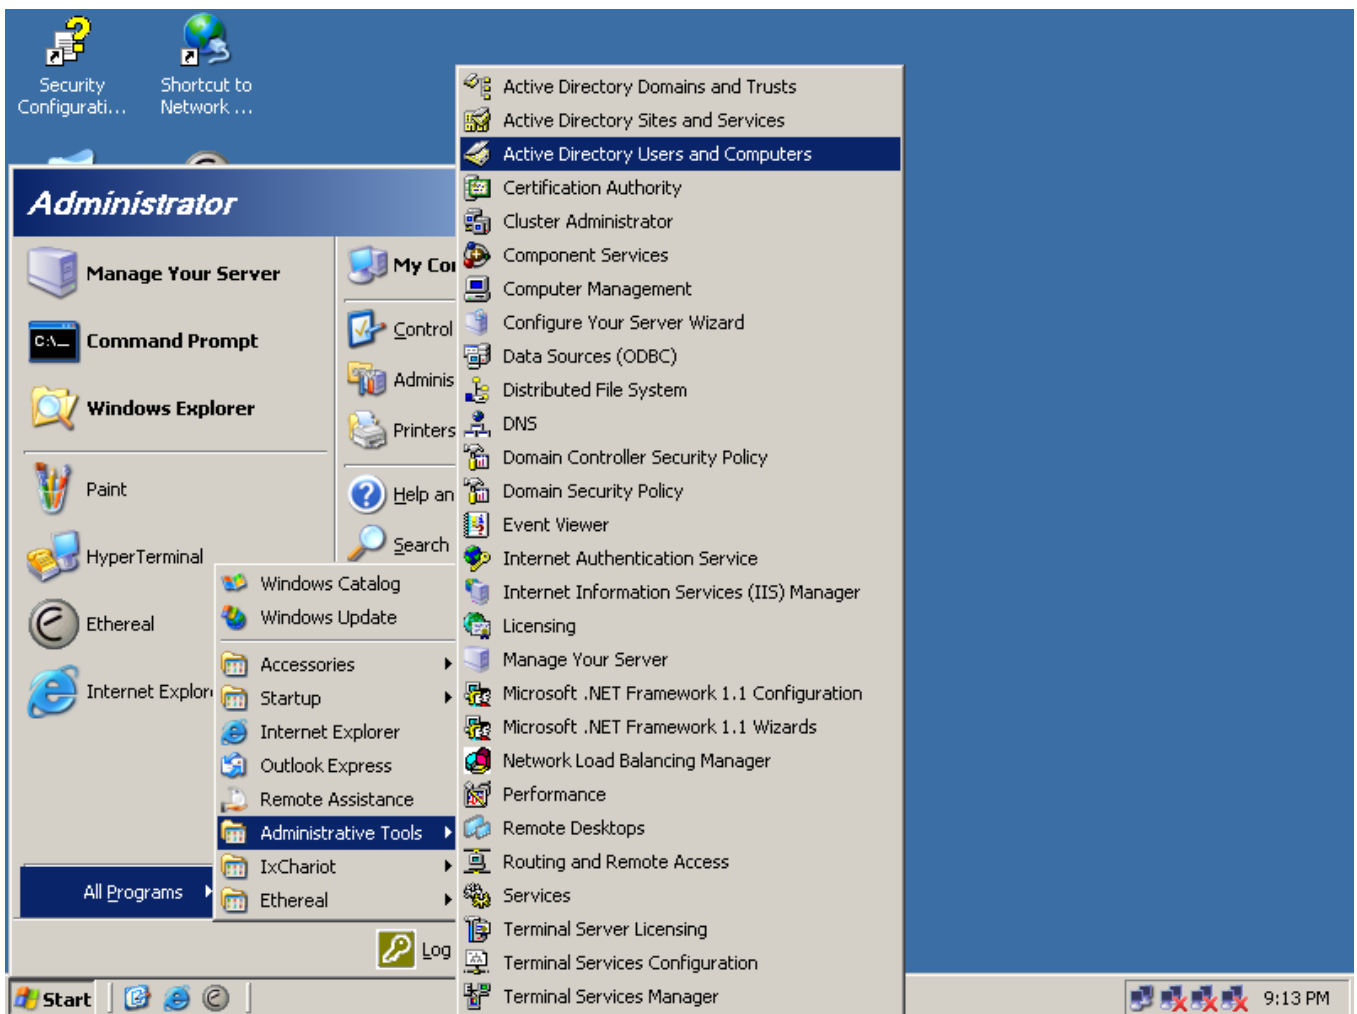 Security
Configurati...
Shortcut to
Network ...
Administrator
Manage Your Server
Command Prompt
Windows Explorer
Paint
HyperTerminal
Ethereal
Internet Explor
All Programs
My Co
Control
Adminis
Printers
Help an
Search
Log
Windows Catalog
Windows Update
Accessories
Startup
Internet Explorer
Outlook Express
Remote Assistance
Administrative Tools
IxChariot
Ethereal
Active Directory Domains and Trusts
Active Directory Sites and Services
Active Directory Users and Computers
Certification Authority
Cluster Administrator
Component Services
Computer Management
Configure Your Server Wizard
Data Sources (ODBC)
Distributed File System
DNS
Domain Controller Security Policy
Domain Security Policy
Event Viewer
Internet Authentication Service
Internet Information Services (IIS) Manager
Licensing
Manage Your Server
Microsoft .NET Framework 1.1 Configuration
Microsoft .NET Framework 1.1 Wizards
Network Load Balancing Manager
Performance
Remote Desktops
Routing and Remote Access
Services
Terminal Server Licensing
Terminal Services Configuration
Terminal Services Manager
Start
9:13 PM